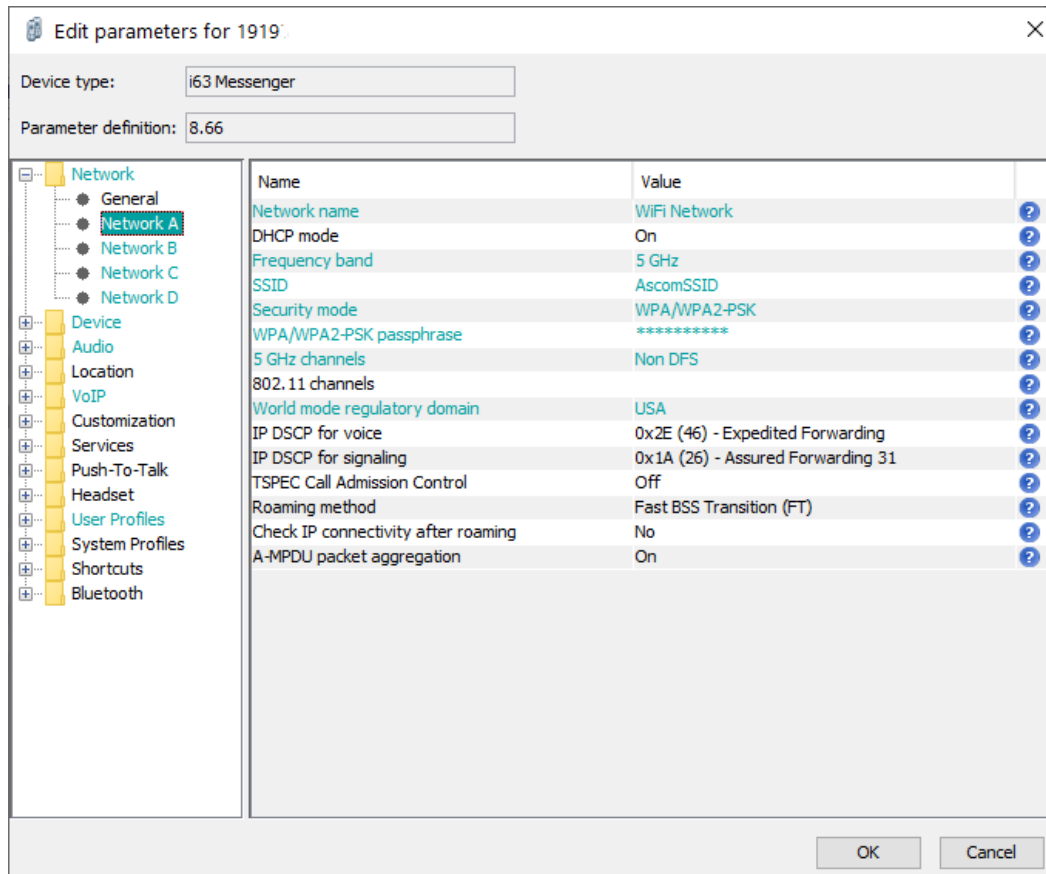 Edit parameters for 1919
Device type: i63 Messenger
Parameter definition: 8.66
Network
General
Network A
Network B
Network C
Network D
Device
Audio
Location
VoIP
Customization
Services
Push-To-Talk
Headset
User Profiles
System Profiles
Shortcuts
Bluetooth
Name Value
Network name WiFi Network
DHCP mode On
Frequency band 5 GHz
SSID AscomSSID
Security mode WPA/WPA2-PSK
WPA/WPA2-PSK passphrase **********
5 GHz channels Non DFS
802.11 channels
World mode regulatory domain USA
IP DSCP for voice 0x2E (46) - Expedited Forwarding
IP DSCP for signaling 0x1A (26) - Assured Forwarding 31
TSPEC Call Admission Control Off
Roaming method Fast BSS Transition (FT)
Check IP connectivity after roaming No
A-MPDU packet aggregation On
OK Cancel